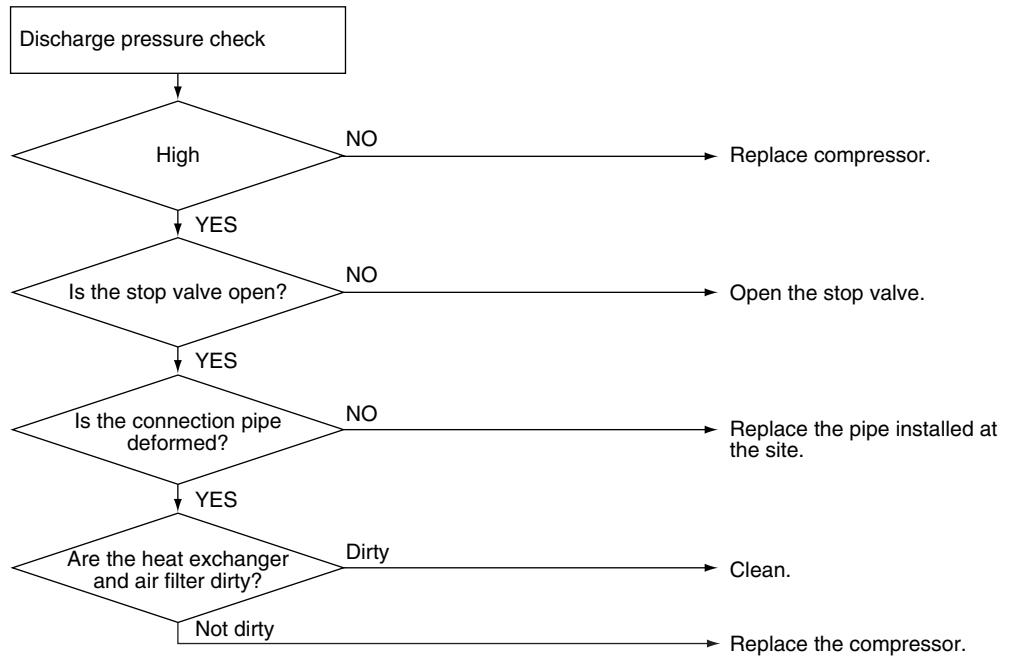 Discharge pressure check
High
NO
Replace compressor.
YES
Is the stop valve open?
NO
Open the stop valve.
YES
Is the connection pipe
deformed?
NO
Replace the pipe installed at
the site.
YES
Are the heat exchanger
and air filter dirty?
Dirty
Clean.
Not dirty
Replace the compressor.